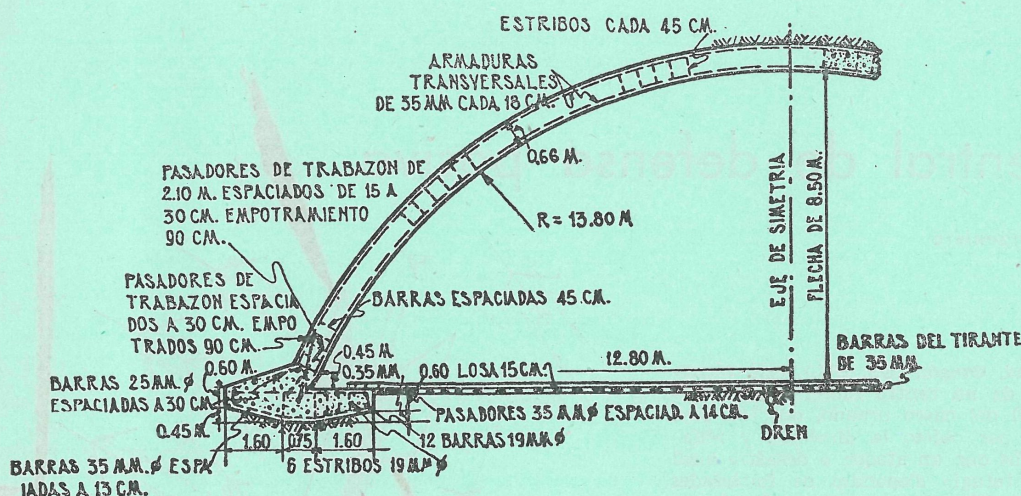 ESTRIBOS CADA 45 CM.
ARMADURAS
TRANSVERSALES
DE 35 MM CADA 18 CM.
0.66 M.
PASADORES DE TRABAZON DE
2.10 M. ESPACIADOS DE 15 A
30 CM. EMPOTRAMIENTO
90 CM.
R = 13.80 M
EJE DE SIMETRIA
FLECHA DE 8.50 M.
PASADORES DE
TRABAZON ESPACIA
DOS A 30 CM. EMPO
TRADOS 90 CM.
BARRAS ESPACIADAS 45 CM.
BARRAS DEL TIRANTE
DE 35 MM
0.60 M.
0.45 M.
0.35 MM
0.60 LOSA 15 CM.
12.80 M.
BARRAS 25 MM. ø
ESPACIADAS A 30 CM
PASADORES 35 M.M ø ESPACIAD. A 14 CM.
DREN
0.45 M.
1.60 0.75 1.60
12 BARRAS 19 MM ø
BARRAS 35 MM. ø ESPA
IADAS A 13 CM.
6 ESTRIBOS 19 MM ø